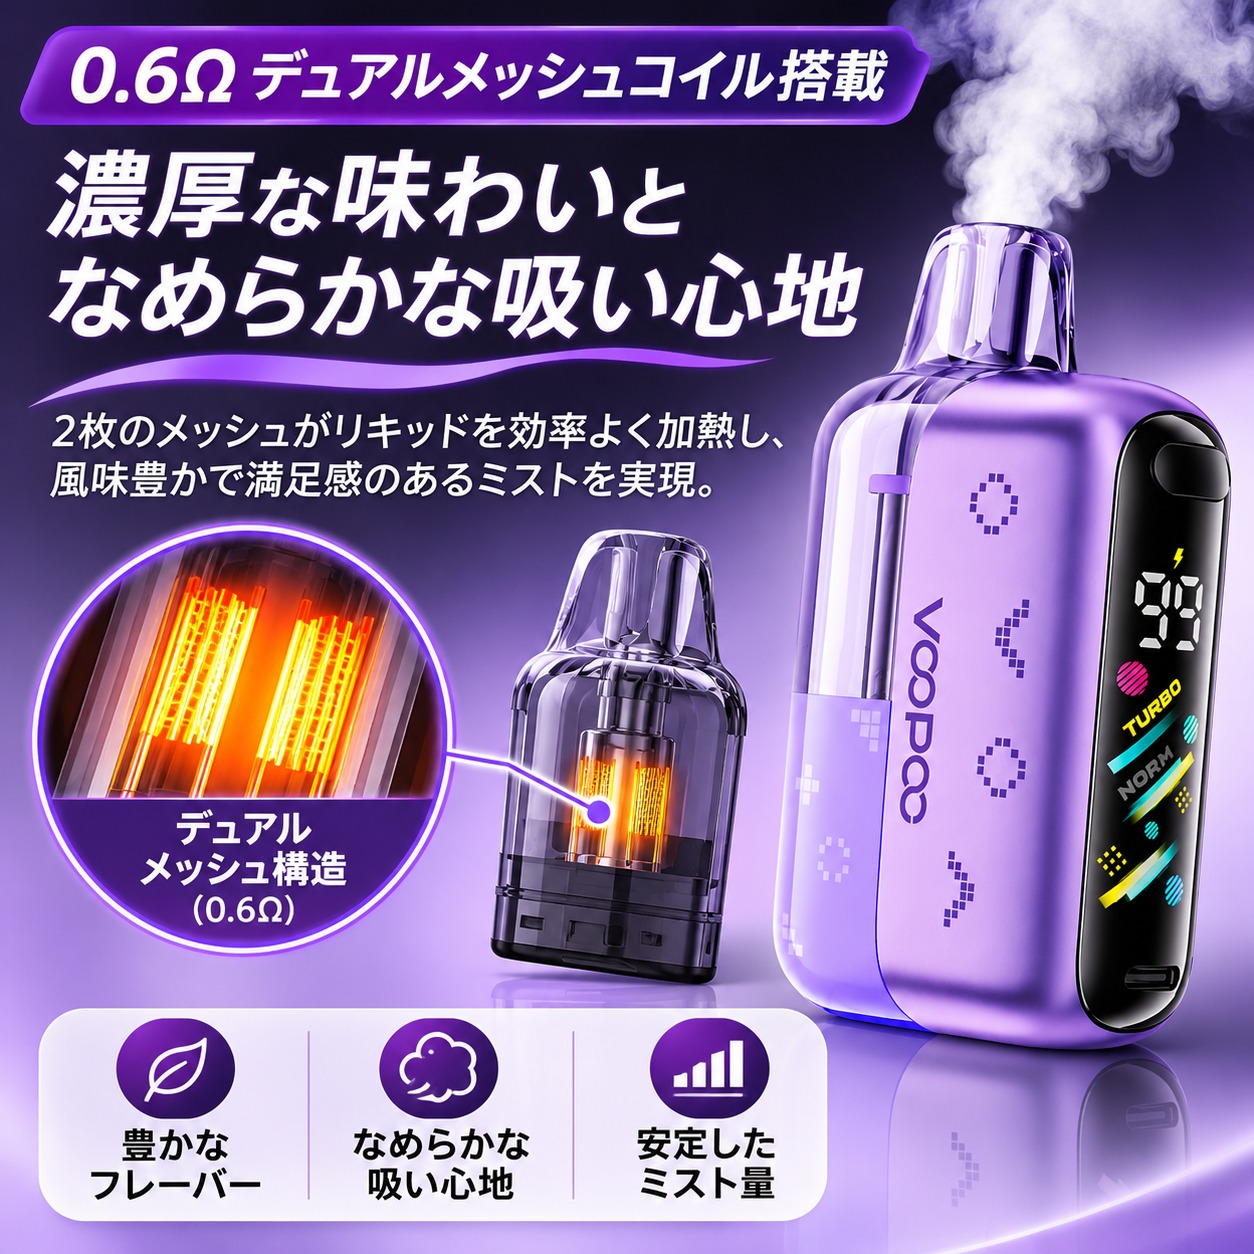 0.6Ω デュアルメッシュコイル搭載
濃厚な味わいと
なめらかな吸い心地
2枚のメッシュがリキッドを効率よく加熱し、
風味豊かで満足感のあるミストを実現。
デュアル
メッシュ構造
(0.6Ω)
VOOPOO
99
TURBO
NORM
豊かな
フレーバー
なめらかな
吸い心地
安定した
ミスト量